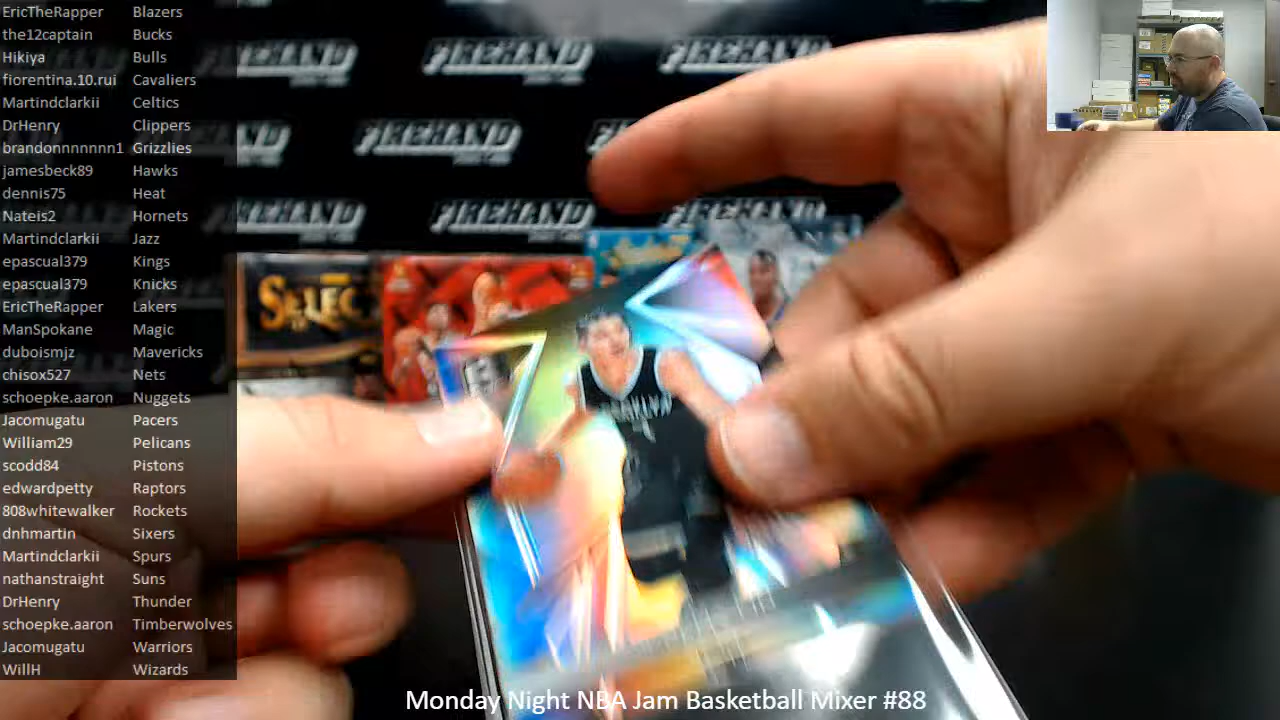 EricTheRapper Blazers
the12captain Bucks
Hikiya Bulls
fiorentina.10.rui Cavaliers
Martindclarkii Celtics
DrHenry Clippers
brandonnnnnnn1 Grizzlies
jamesbeck89 Hawks
dennis75 Heat
Nateis2 Hornets
Martindclarkii Jazz
epascual379 Kings
epascual379 Knicks
EricTheRapper Lakers
ManSpokane Magic
duboismjz Mavericks
chisox527 Nets
schoepke.aaron Nuggets
Jacomugatu Pacers
William29 Pelicans
scodd84 Pistons
edwardpetty Raptors
808whitewalker Rockets
dnhmartin Sixers
Martindclarkii Spurs
nathanstraight Suns
DrHenry Thunder
schoepke.aaron Timberwolves
Jacomugatu Warriors
WillH Wizards
FIREHAND FIREHAND
FIREHAND
FIREHAND FIREHAND FIREHAND
Monday Night NBA Jam Basketball Mixer #88